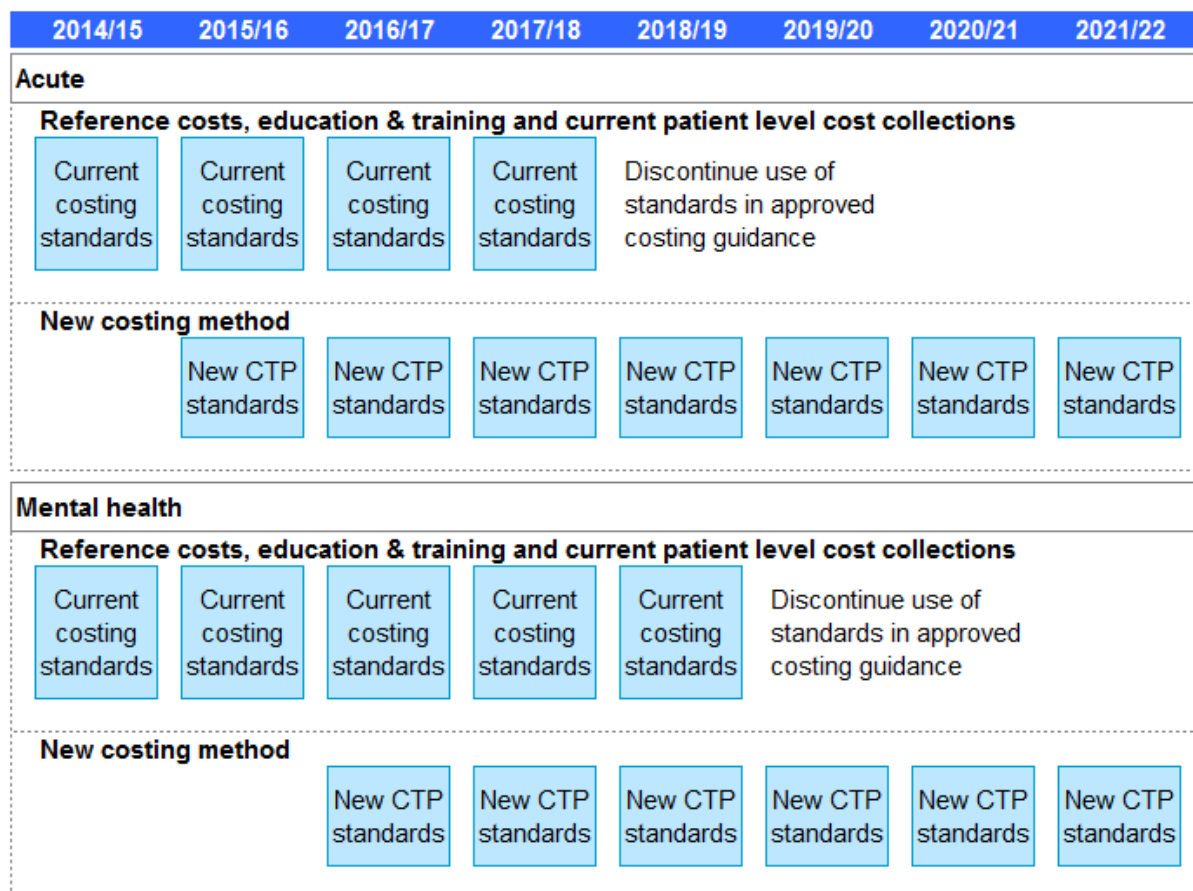 2014/15 2015/16 2016/17 2017/18 2018/19 2019/20 2020/21 2021/22
Acute
Reference costs, education & training and current patient level cost collections
Current costing standards
Current costing standards
Current costing standards
Current costing standards
Discontinue use of
standards in approved
costing guidance
New costing method
New CTP standards
New CTP standards
New CTP standards
New CTP standards
New CTP standards
New CTP standards
New CTP standards
Mental health
Reference costs, education & training and current patient level cost collections
Current costing standards
Current costing standards
Current costing standards
Current costing standards
Current costing standards
Discontinue use of
standards in approved
costing guidance
New costing method
New CTP standards
New CTP standards
New CTP standards
New CTP standards
New CTP standards
New CTP standards